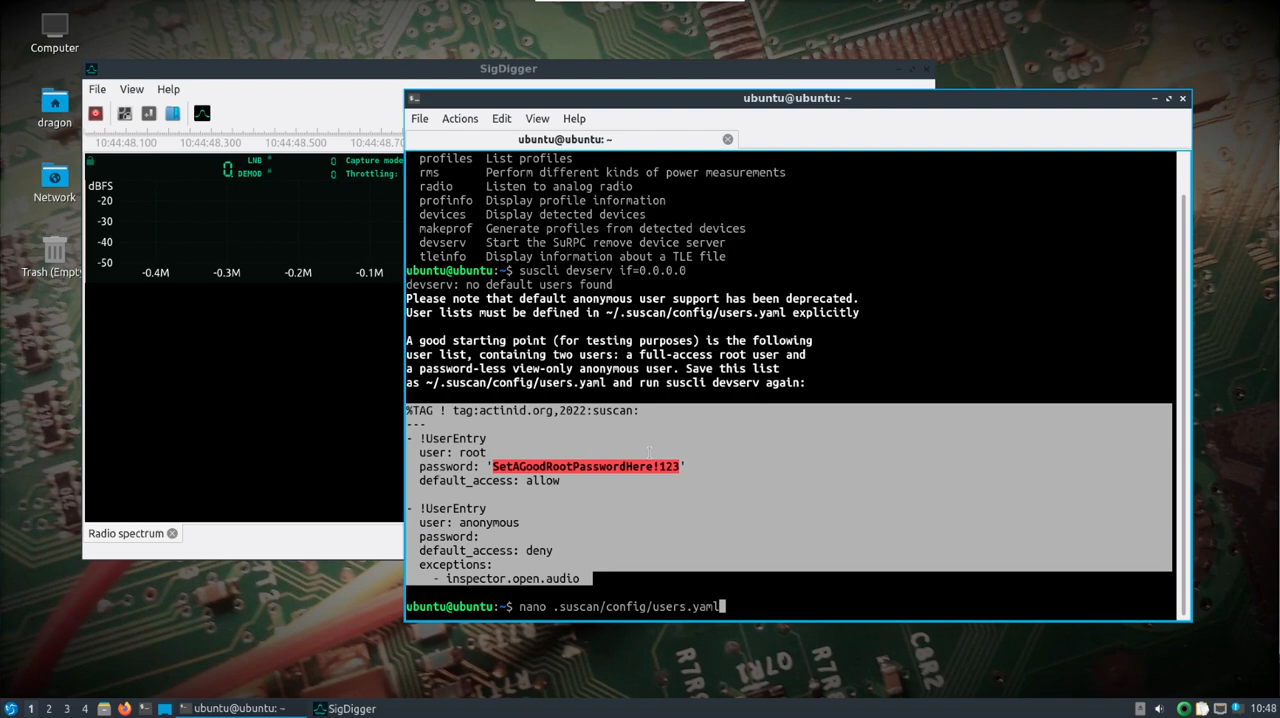 Computer
dragon
Network
Trash (Empty
SigDigger
File View Help
10:44:48.100 10:44:48.300 10:44:48.500 10:44:48.70
LNB
DEMOD
0.
0 Capture mode
0 Throttling:
dBFS
-20
-30
-40
-50
-0.4M -0.3M -0.2M -0.1M
Radio spectrum
ubuntu@ubuntu: ~
File Actions Edit View Help
ubuntu@ubuntu: ~
profiles List profiles
rms Perform different kinds of power measurements
radio Listen to analog radio
profinfo Display profile information
devices Display detected devices
makeprof Generate profiles from detected devices
devserv Start the SuRPC remove device server
tleinfo Display information about a TLE file
ubuntu@ubuntu:~$ suscli devserv if=0.0.0.0
devserv: no default users found
Please note that default anonymous user support has been deprecated.
User lists must be defined in ~/.suscan/config/users.yaml explicitly
A good starting point (for testing purposes) is the following
user list, containing two users: a full-access root user and
a password-less view-only anonymous user. Save this list
as ~/.suscan/config/users.yaml and run suscli devserv again:
%TAG ! tag:actinid.org,2022:suscan:
---
- !UserEntry
user: root
password: 'SetAGoodRootPasswordHere!123'
default_access: allow
- !UserEntry
user: anonymous
password:
default_access: deny
exceptions:
- inspector.open.audio
ubuntu@ubuntu:~$ nano .suscan/config/users.yaml
1 2 3 4
ubuntu@ubuntu: ~
SigDigger
10:48